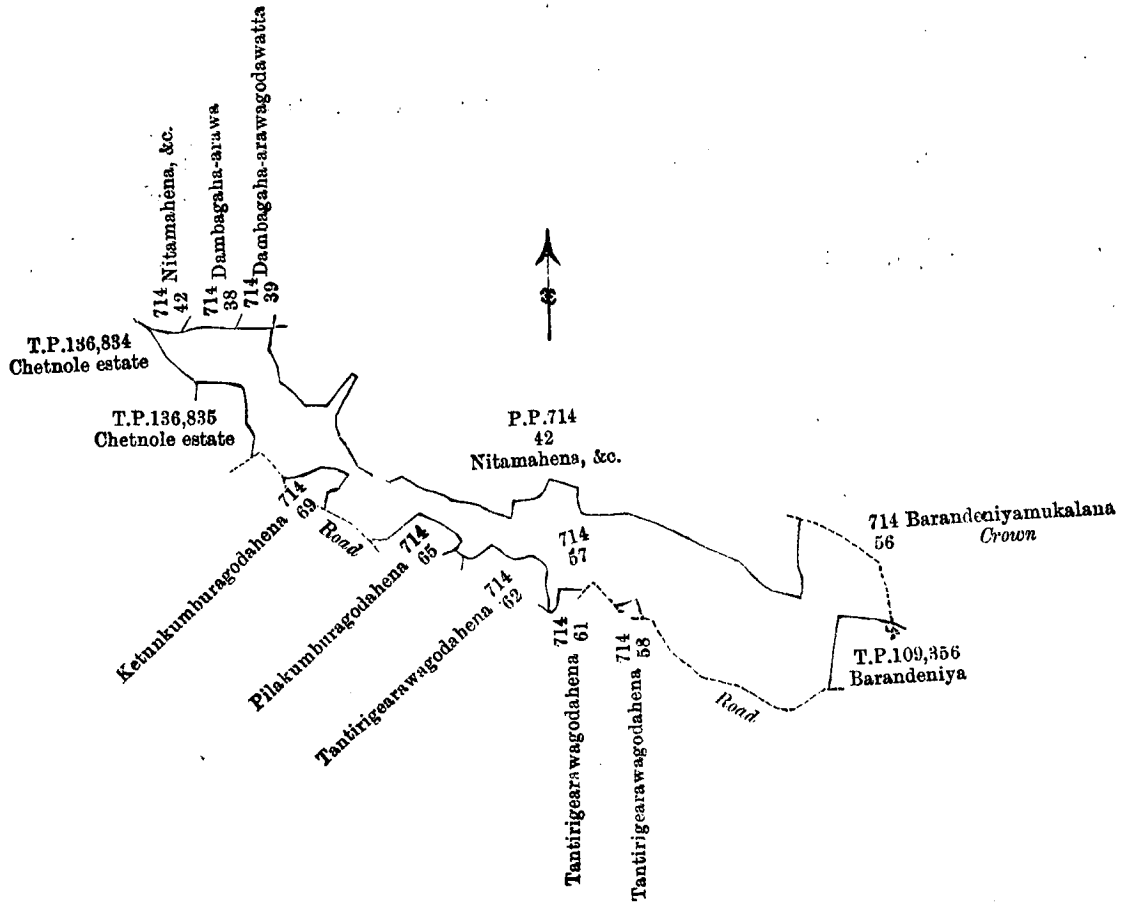 714 Nitamahena, &c.
42
714 Dambagaha-arawa
38
714 Dambagaha-arawagodawatta
39
T.P.136,834
Chetnole estate
T.P.136,835
Chetnole estate
P.P.714
42
Nitamahena, &c.
714 Barandeniyamukalana
56 Crown
714
57
Ketunnkumburagodahena 714
69
Road
Pilakumburagodahena 714
65
Tantirigearawagodahena 714
62
Tantirigearawagodahena 714
61
Tantirigearawagodahena 714
58
Road
T.P.109,356
Barandeniya